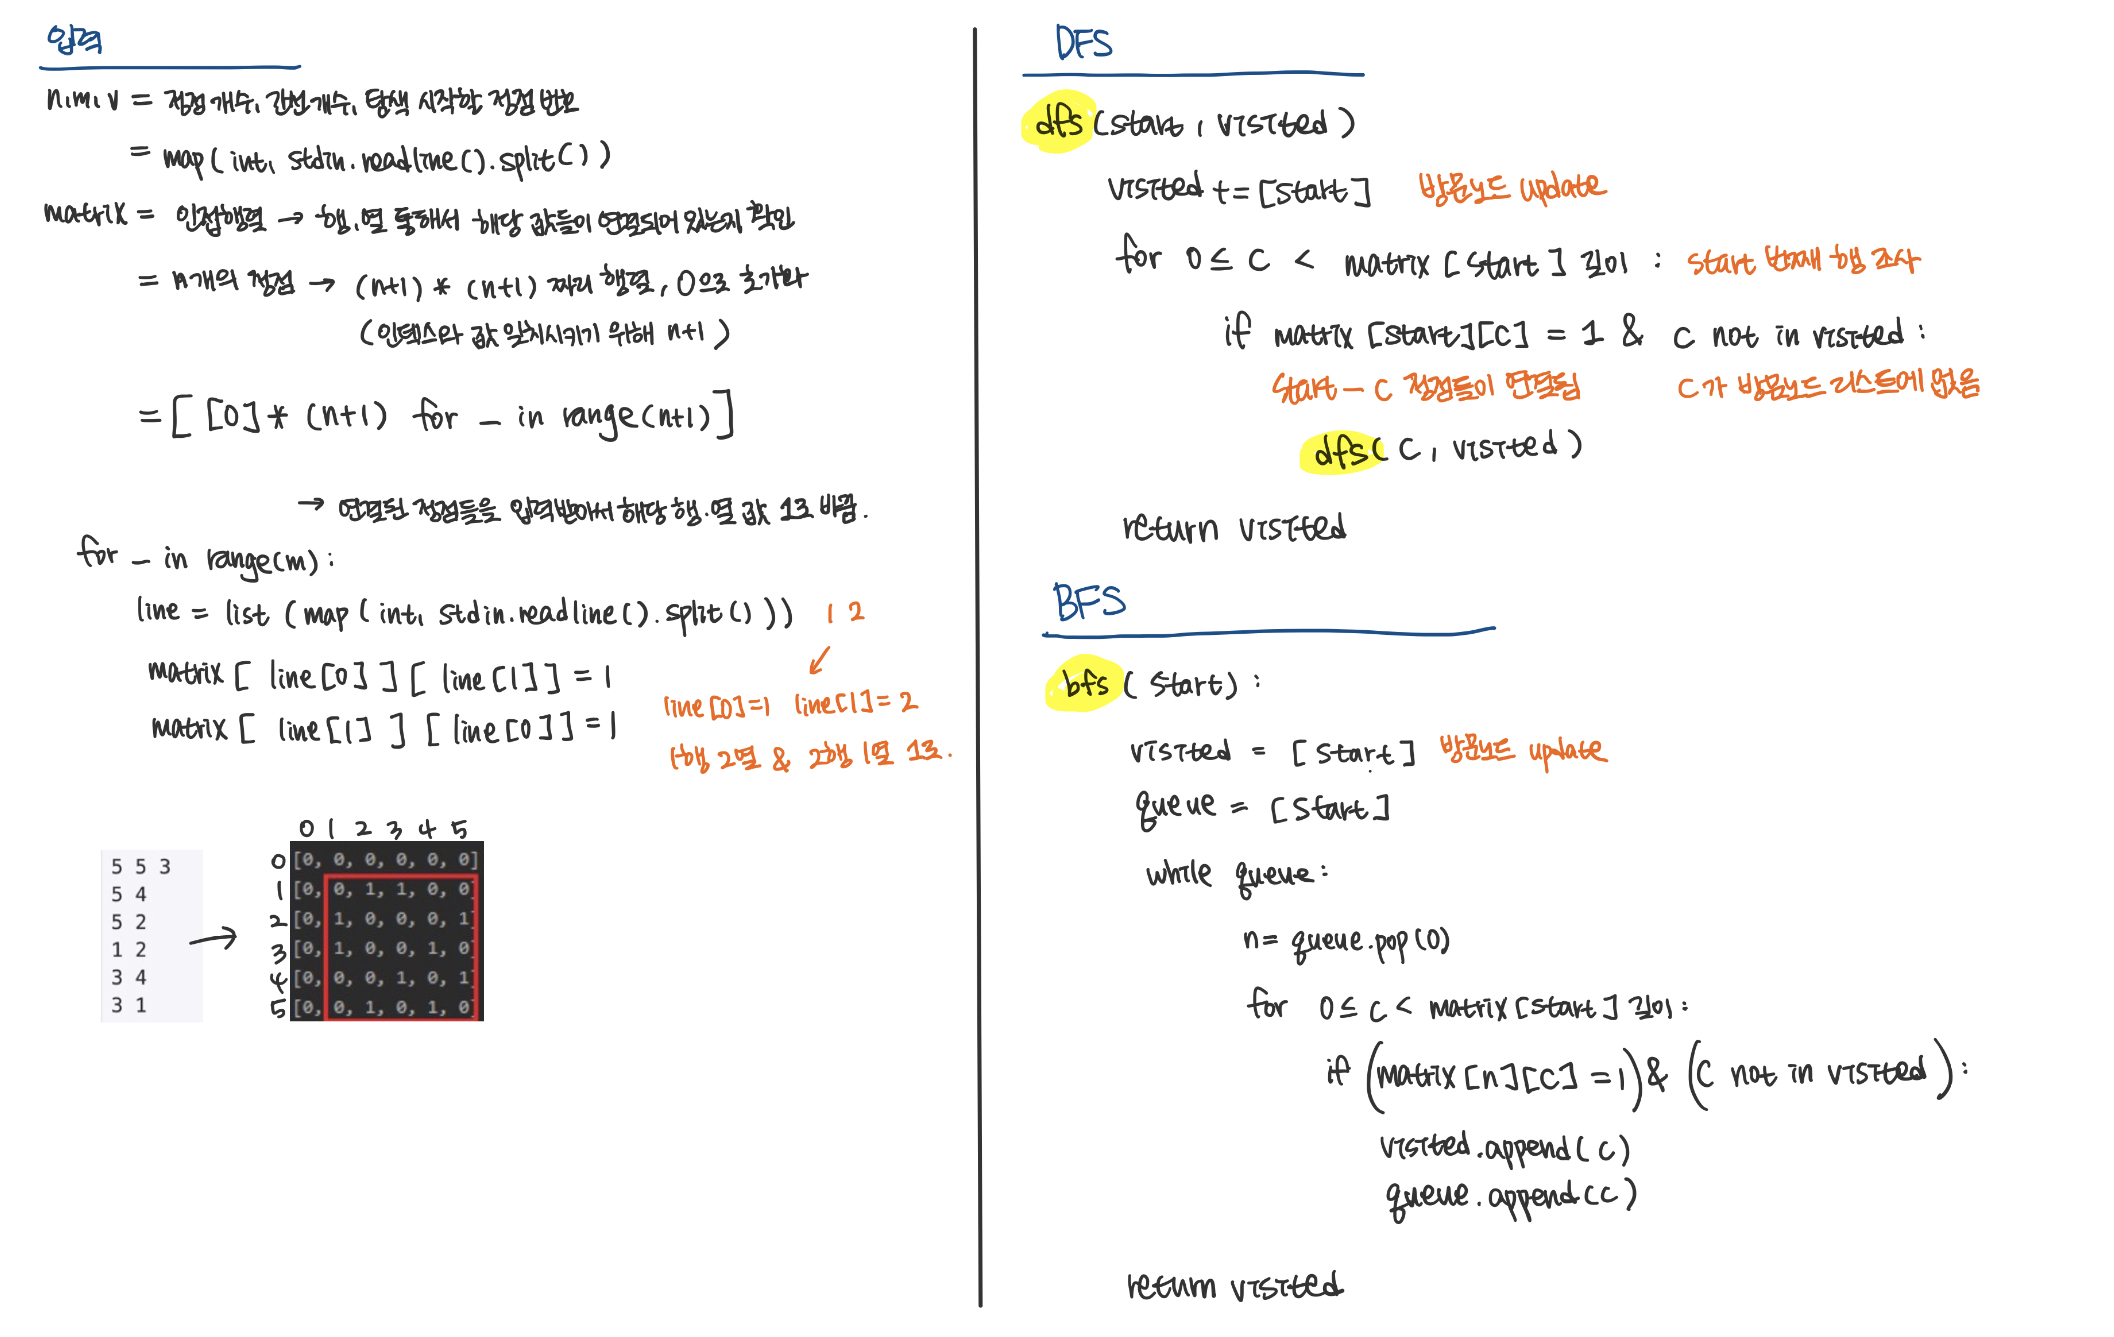 입력
n, m, v = 정점 개수, 간선 개수, 탐색 시작할 정점 번호
= map(int, stdin.readline().split())
matrix = 인접행렬 → 행, 열 통해서 해당 값들이 연결되어 있는지 확인
= n개의 정점 → (n+1) * (n+1) 짜리 행렬, 0으로 초기화
(인덱스와 값 일치시키기 위해 n+1)
= [[0] * (n+1) for _ in range(n+1)]
→ 연결된 정점들을 입력받아서 해당 행·열 값 1로 바꿈.
for _ in range(m):
line = list(map(int, stdin.readline().split())) 1 2
matrix[line[0]][line[1]] = 1
matrix[line[1]][line[0]] = 1
line[0]=1 line[1]=2
1행 2열 & 2행 1열 1로.
5 5 3
5 4
5 2
1 2
3 4
3 1
→
0 1 2 3 4 5
0 [0, 0, 0, 0, 0, 0]
1 [0, 0, 1, 1, 0, 0]
2 [0, 1, 0, 0, 0, 1]
3 [0, 1, 0, 0, 1, 0]
4 [0, 0, 0, 1, 0, 1]
5 [0, 0, 1, 0, 1, 0]
DFS
dfs(start, visited)
visited += [start] 방문노드 update
for 0 ≤ c < matrix[start] 길이 : start 번째 행 조사
if matrix[start][c] = 1 & c not in visited :
start - c 정점들이 연결됨 c가 방문노드 리스트에 없음
dfs(c, visited)
return visited
BFS
bfs(start) :
visited = [start] 방문노드 update
queue = [start]
while queue :
n = queue.pop(0)
for 0 ≤ c < matrix[start] 길이 :
if (matrix[n][c] = 1) & (c not in visited) :
visited.append(c)
queue.append(c)
return visited